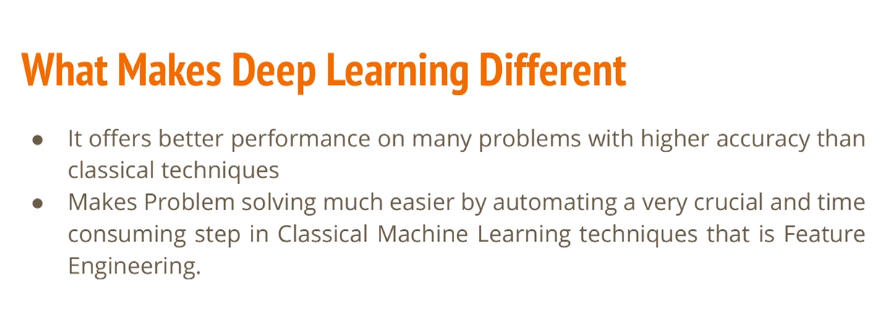 What Makes Deep Learning Different
● It offers better performance on many problems with higher accuracy than
classical techniques
● Makes Problem solving much easier by automating a very crucial and time
consuming step in Classical Machine Learning techniques that is Feature
Engineering.